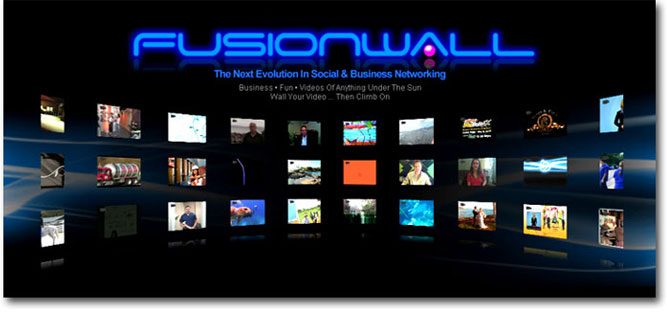 FUSIONWALL
The Next Evolution In Social & Business Networking
Business • Fun • Videos Of Anything Under The Sun
Wall Your Video... Then Climb On